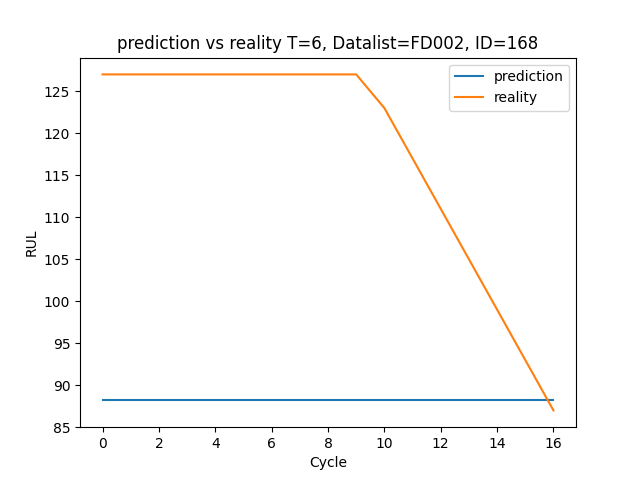 prediction vs reality T=6, Datalist=FD002, ID=168
prediction
reality
125
120
115
110
105
100
95
90
85
RUL
0 2 4 6 8 10 12 14 16
Cycle